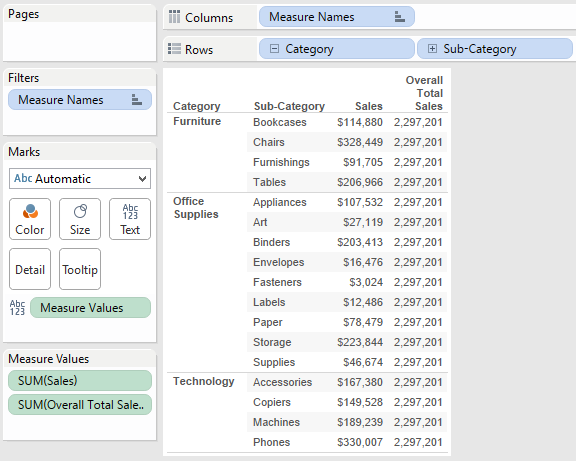 Pages
Columns Measure Names
Rows Category Sub-Category
Filters
Measure Names
Marks
Abc Automatic
Color Size Abc 123 Text
Detail Tooltip
Abc 123 Measure Values
Measure Values
SUM(Sales)
SUM(Overall Total Sale..
Overall
Total
Category Sub-Category Sales Sales
Furniture Bookcases $114,880 2,297,201
Chairs $328,449 2,297,201
Furnishings $91,705 2,297,201
Tables $206,966 2,297,201
Office Supplies Appliances $107,532 2,297,201
Art $27,119 2,297,201
Binders $203,413 2,297,201
Envelopes $16,476 2,297,201
Fasteners $3,024 2,297,201
Labels $12,486 2,297,201
Paper $78,479 2,297,201
Storage $223,844 2,297,201
Supplies $46,674 2,297,201
Technology Accessories $167,380 2,297,201
Copiers $149,528 2,297,201
Machines $189,239 2,297,201
Phones $330,007 2,297,201